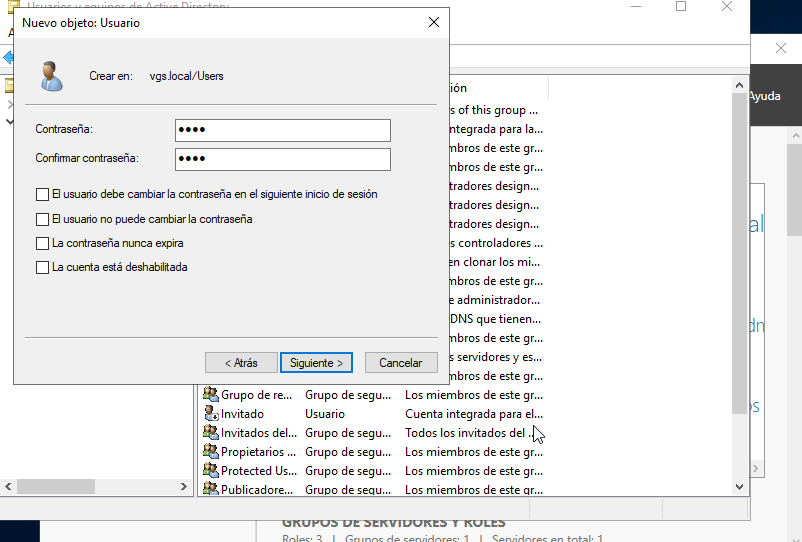 Usuarios y equipos de Active Directory
Nuevo objeto: Usuario
Crear en: vgs.local/Users
Contraseña: ••••
Confirmar contraseña: ••••
El usuario debe cambiar la contraseña en el siguiente inicio de sesión
El usuario no puede cambiar la contraseña
La contraseña nunca expira
La cuenta está deshabilitada
< Atrás
Siguiente >
Cancelar
Ayuda
ión
rs of this group ...
ntegrada para la...
mbros de este gr...
mbros de este gr...
tradores design...
tradores design...
tradores design...
s controladores ...
en clonar los mi...
mbros de este gr...
e administrador...
DNS que tienen...
mbros de este gr...
s servidores y es...
mbros de este gr...
Grupo de re... Grupo de segu... Los miembros de este gr...
Invitado Usuario Cuenta integrada para el...
Invitados del... Grupo de segu... Todos los invitados del ...
Propietarios ... Grupo de segu... Los miembros de este gr...
Protected Us... Grupo de segu... Los miembros de este gr...
Publicadore... Grupo de segu... Los miembros de este gr...
al
dn
os
GRUPOS DE SERVIDORES Y ROLES
Roles: 3 | Grupos de servidores: 1 | Servidores en total: 1